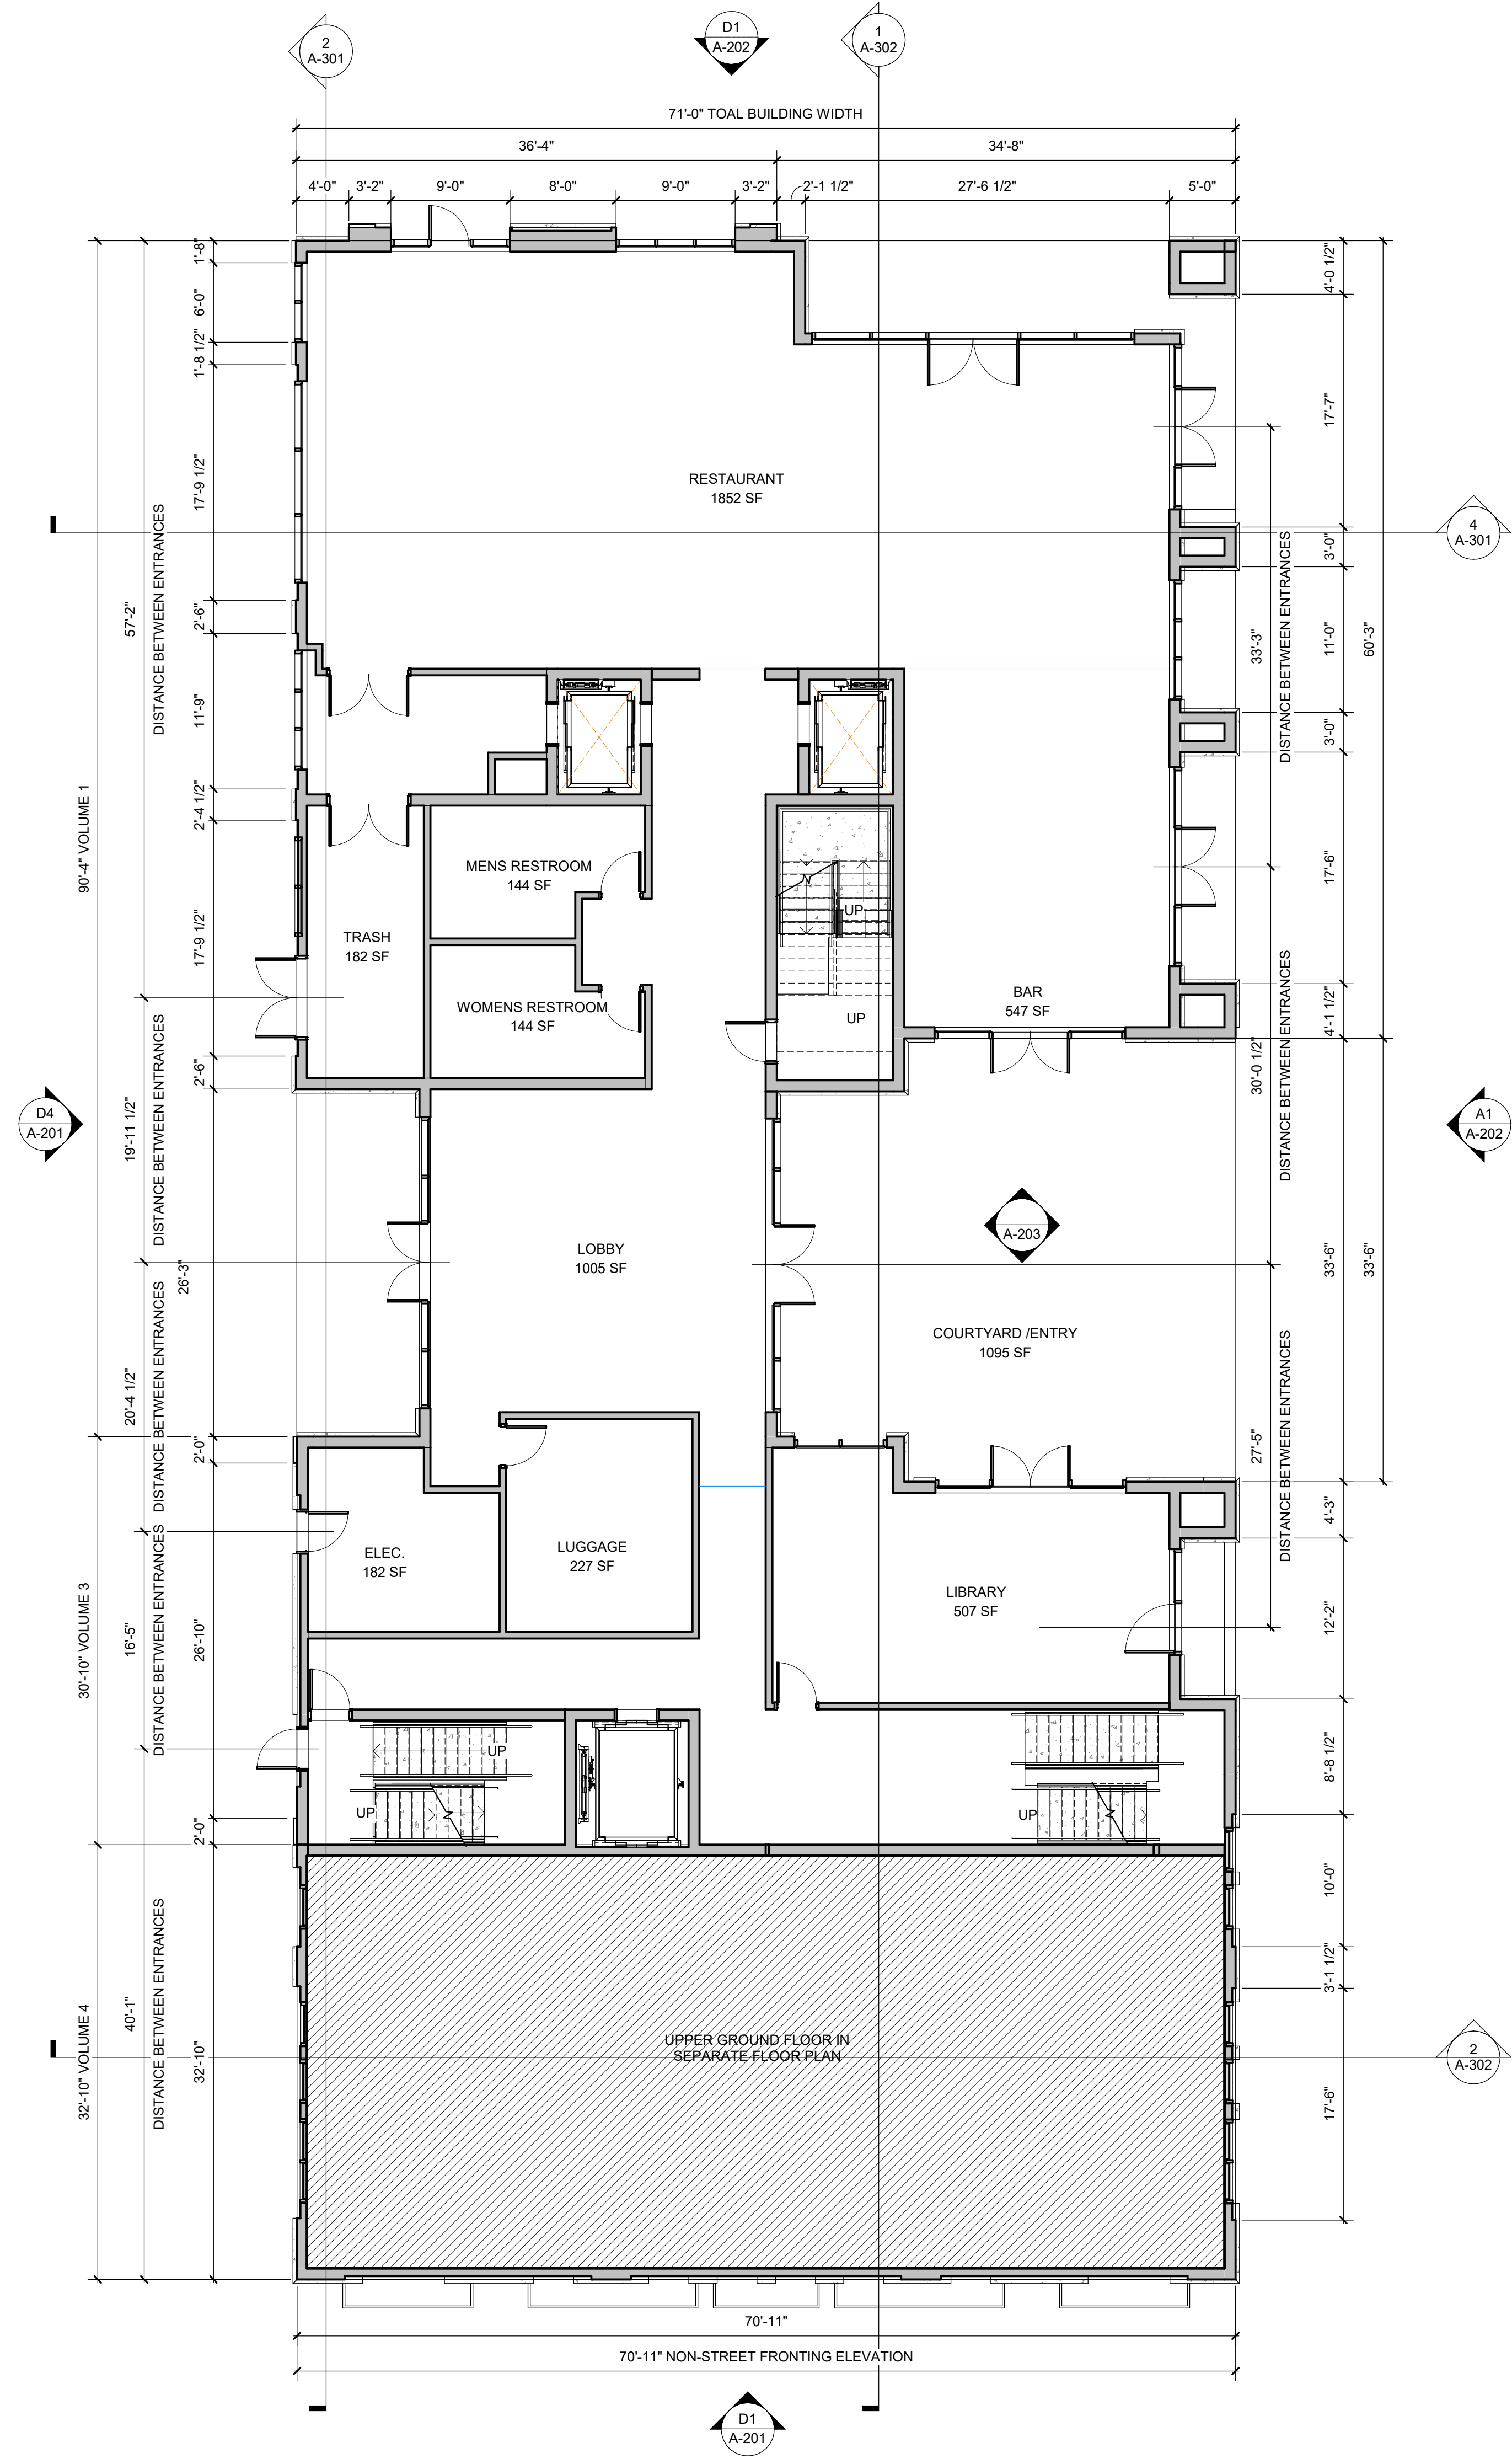 2
A-301
D1
A-202
1
A-302
71'-0" TOAL BUILDING WIDTH
36'-4"
34'-8"
4'-0"
3'-2"
9'-0"
8'-0"
9'-0"
3'-2"
2'-1 1/2"
27'-6 1/2"
5'-0"
1'-8"
6'-0"
1'-8 1/2"
17'-9 1/2"
2'-6"
11'-9"
2'-4 1/2"
17'-9 1/2"
2'-6"
26'-3"
2'-0"
26'-10"
2'-0"
32'-10"
57'-2"
DISTANCE BETWEEN ENTRANCES
19'-11 1/2"
DISTANCE BETWEEN ENTRANCES
20'-4 1/2"
DISTANCE BETWEEN ENTRANCES
16'-5"
DISTANCE BETWEEN ENTRANCES
40'-1"
DISTANCE BETWEEN ENTRANCES
90'-4" VOLUME 1
30'-10" VOLUME 3
32'-10" VOLUME 4
D4
A-201
RESTAURANT
1852 SF
MENS RESTROOM
144 SF
TRASH
182 SF
WOMENS RESTROOM
144 SF
UP
UP
BAR
547 SF
LOBBY
1005 SF
A-203
COURTYARD /ENTRY
1095 SF
ELEC.
182 SF
LUGGAGE
227 SF
LIBRARY
507 SF
UP
UP
UP
UPPER GROUND FLOOR IN
SEPARATE FLOOR PLAN
4'-0 1/2"
17'-7"
3'-0"
11'-0"
3'-0"
17'-6"
4'-1 1/2"
33'-6"
4'-3"
12'-2"
8'-8 1/2"
10'-0"
3'-1 1/2"
17'-6"
33'-3"
DISTANCE BETWEEN ENTRANCES
30'-0 1/2"
DISTANCE BETWEEN ENTRANCES
27'-5"
DISTANCE BETWEEN ENTRANCES
60'-3"
33'-6"
4
A-301
A1
A-202
2
A-302
70'-11"
70'-11" NON-STREET FRONTING ELEVATION
D1
A-201